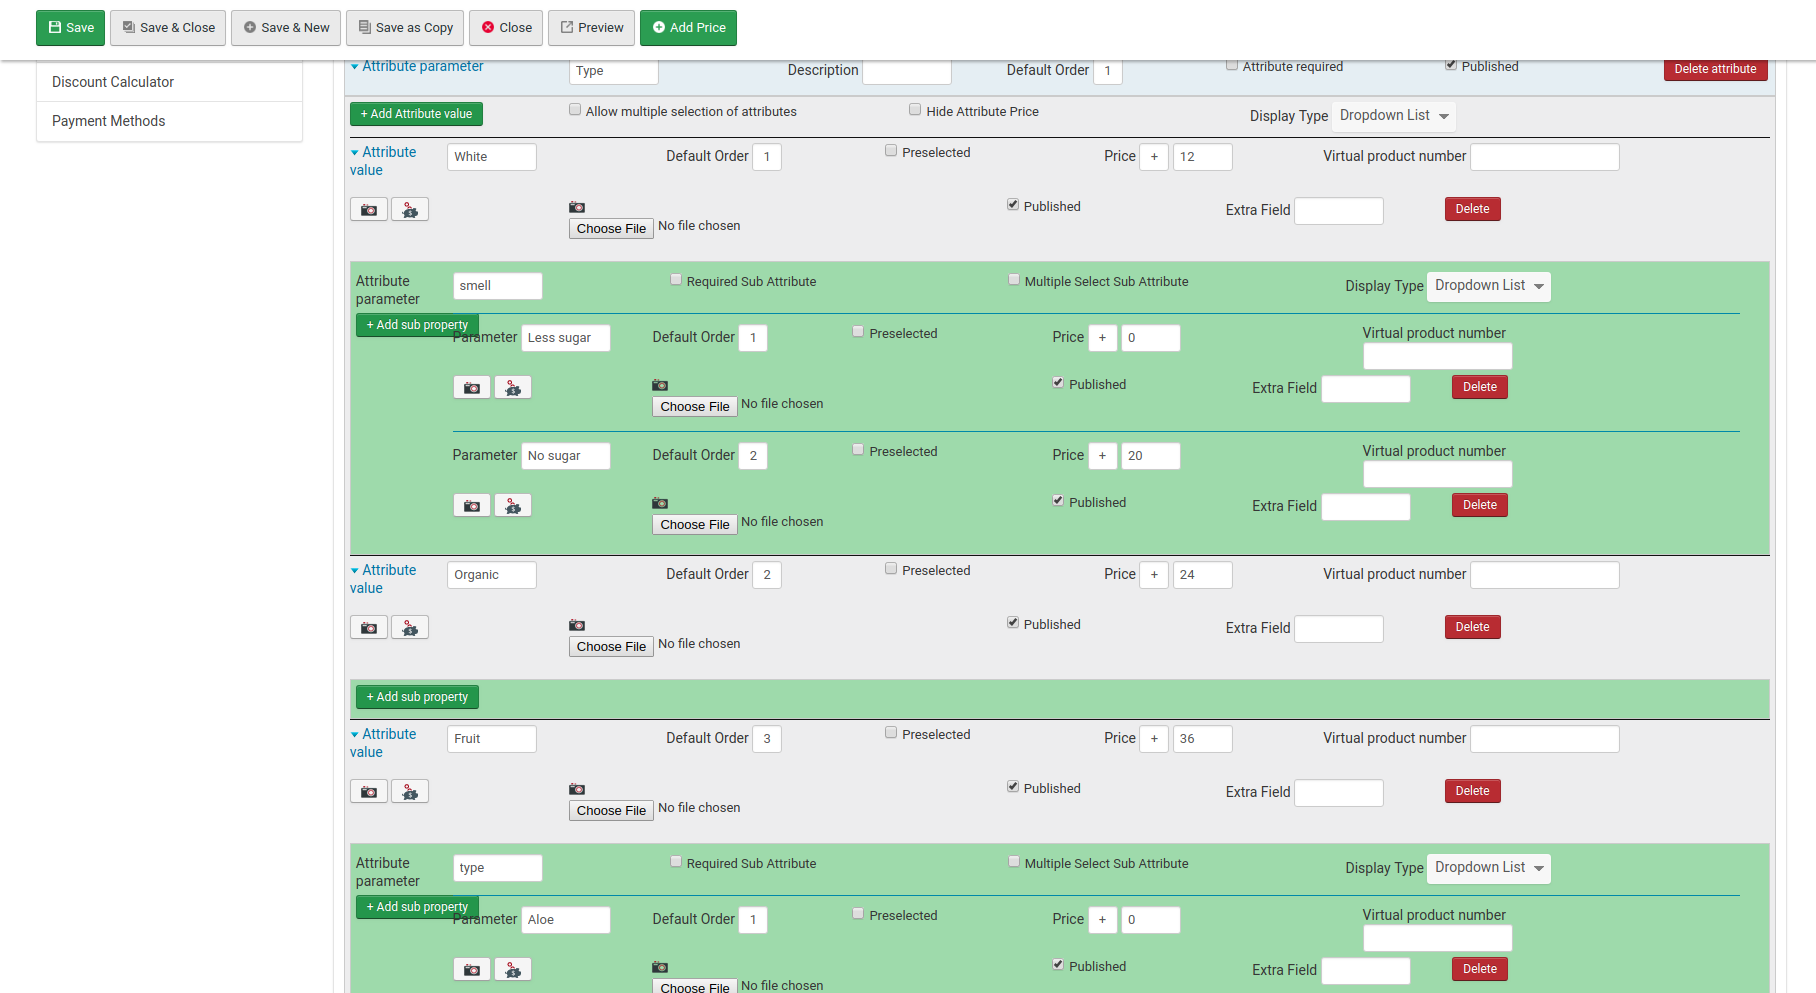 Save Save & Close Save & New Save as Copy Close Preview Add Price
Discount Calculator
Payment Methods
Attribute parameter Type Description Default Order 1 Attribute required Published Delete attribute
+ Add Attribute value Allow multiple selection of attributes Hide Attribute Price Display Type Dropdown List
Attribute value White Default Order 1 Preselected Price + 12 Virtual product number
Choose File No file chosen Published Extra Field Delete
Attribute parameter smell Required Sub Attribute Multiple Select Sub Attribute Display Type Dropdown List
+ Add sub property
Parameter Less sugar Default Order 1 Preselected Price + 0 Virtual product number
Choose File No file chosen Published Extra Field Delete
Parameter No sugar Default Order 2 Preselected Price + 20 Virtual product number
Choose File No file chosen Published Extra Field Delete
Attribute value Organic Default Order 2 Preselected Price + 24 Virtual product number
Choose File No file chosen Published Extra Field Delete
+ Add sub property
Attribute value Fruit Default Order 3 Preselected Price + 36 Virtual product number
Choose File No file chosen Published Extra Field Delete
Attribute parameter type Required Sub Attribute Multiple Select Sub Attribute Display Type Dropdown List
+ Add sub property
Parameter Aloe Default Order 1 Preselected Price + 0 Virtual product number
Choose File No file chosen Published Extra Field Delete